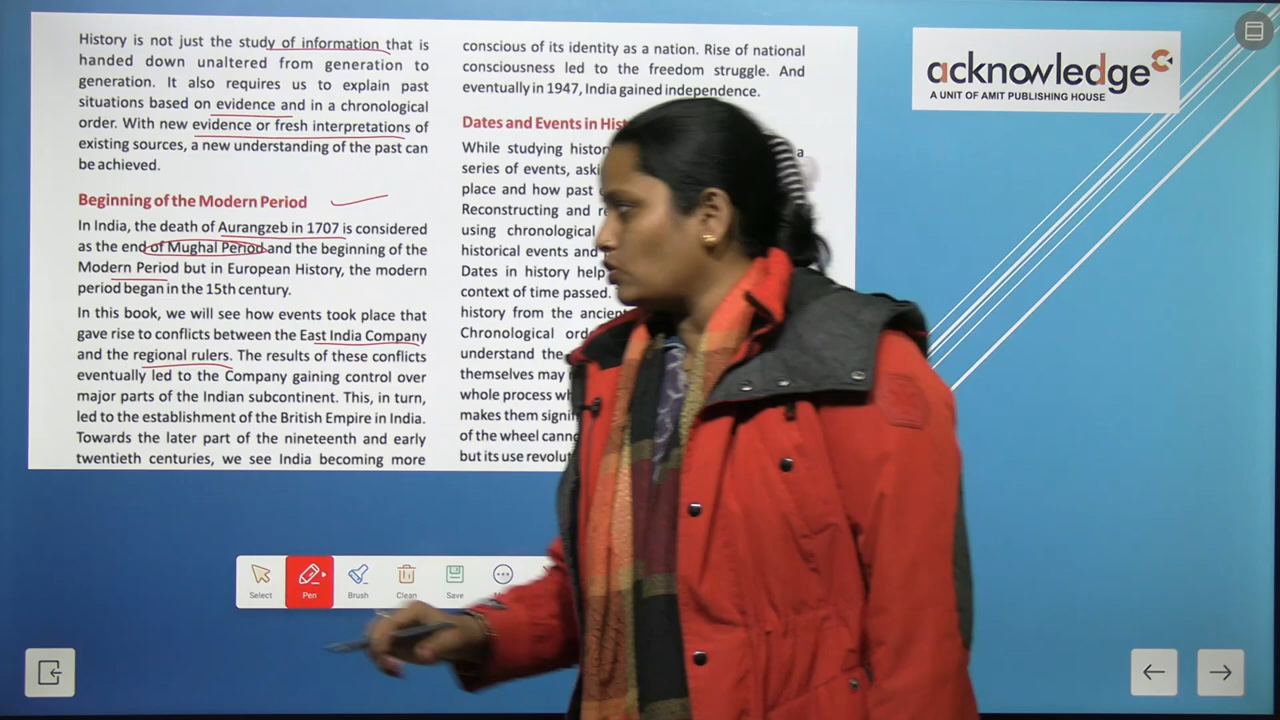 History is not just the study of information that is
handed down unaltered from generation to
generation. It also requires us to explain past
situations based on evidence and in a chronological
order. With new evidence or fresh interpretations of
existing sources, a new understanding of the past can
be achieved.
Beginning of the Modern Period
In India, the death of Aurangzeb in 1707 is considered
as the end of Mughal Period and the beginning of the
Modern Period but in European History, the modern
period began in the 15th century.
In this book, we will see how events took place that
gave rise to conflicts between the East India Company
and the regional rulers. The results of these conflicts
eventually led to the Company gaining control over
major parts of the Indian subcontinent. This, in turn,
led to the establishment of the British Empire in India.
Towards the later part of the nineteenth and early
twentieth centuries, we see India becoming more
conscious of its identity as a nation. Rise of national
consciousness led to the freedom struggle. And
eventually in 1947, India gained independence.
Dates and Events in
While studying a
series of events,
place and how past
Reconstructing and
using chronological
historical events and
Dates in history help
context of time passed.
history from the
Chronological
understand the
themselves may
whole process
makes them
of the wheel
but its use
acknowledge
A UNIT OF AMIT PUBLISHING HOUSE
Select
Pen
Brush
Clean
Save